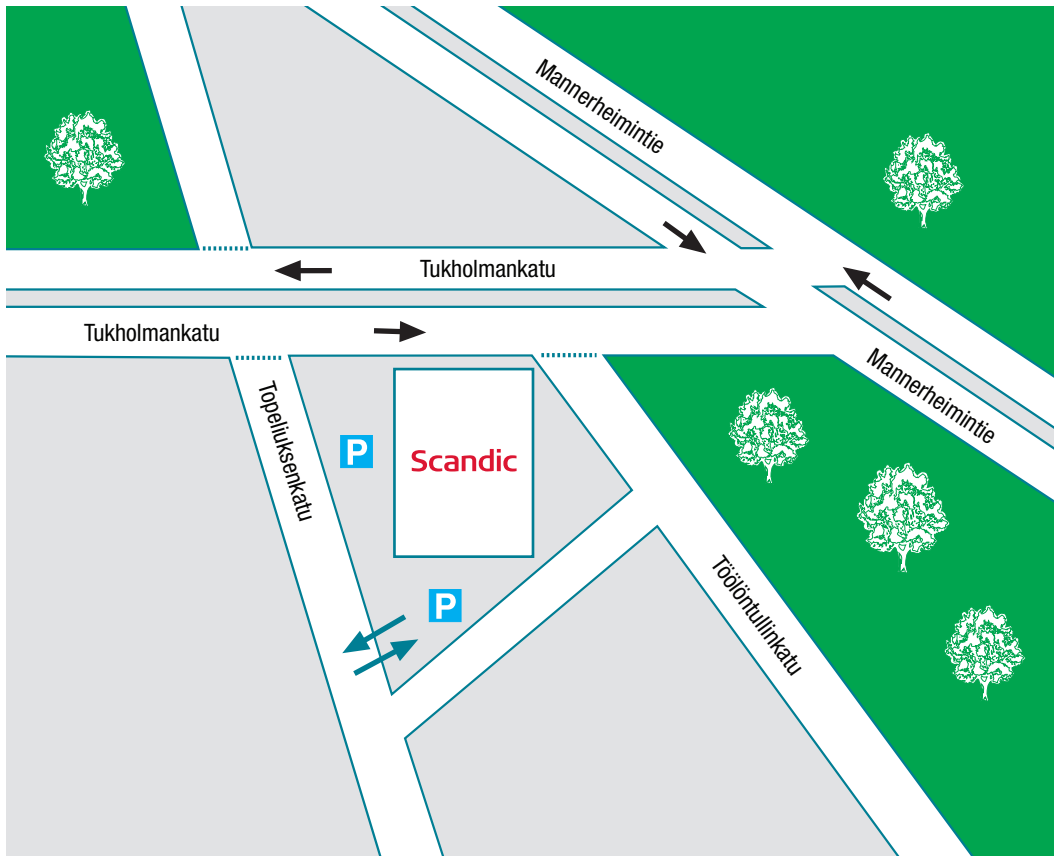 Mannerheimintie
Tukholmankatu
Tukholmankatu
Mannerheimintie
Topeliuksenkatu
P
Scandic
P
Töölöntullinkatu